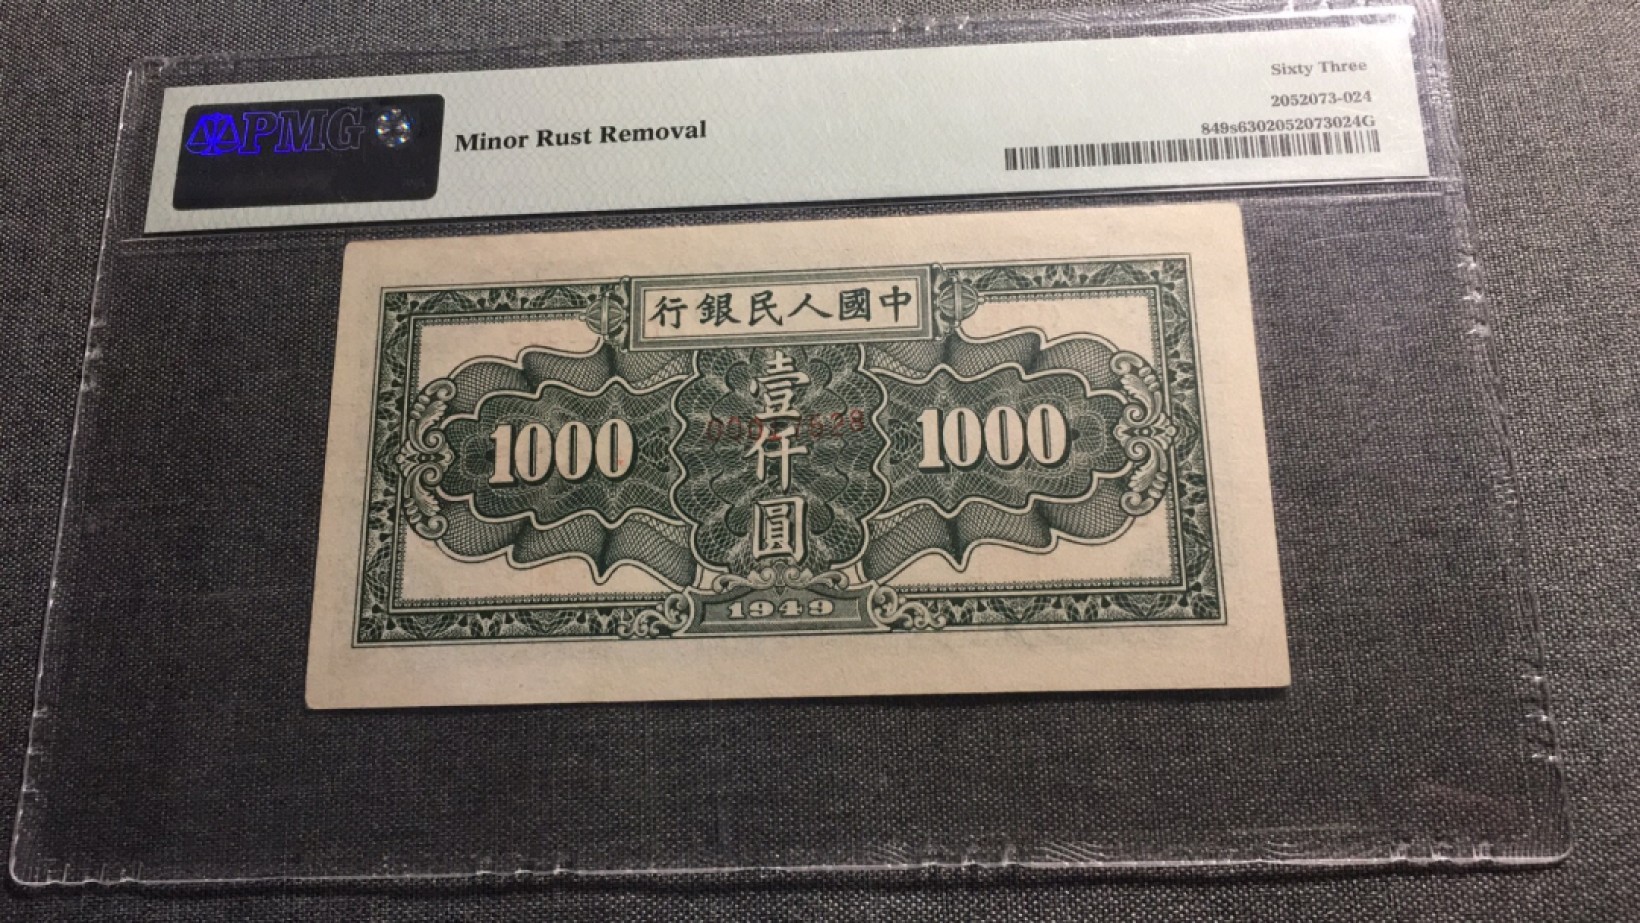 PMG
Minor Rust Removal
Sixty Three
2052073-024
849s6302052073024G
中國人民銀行
壹仟圓
1000
1000
1949